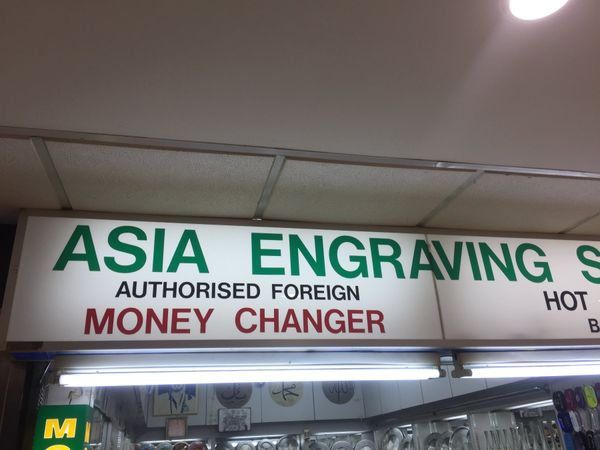 ASIA ENGRAVING S
AUTHORISED FOREIGN
MONEY CHANGER
HOT
B
M